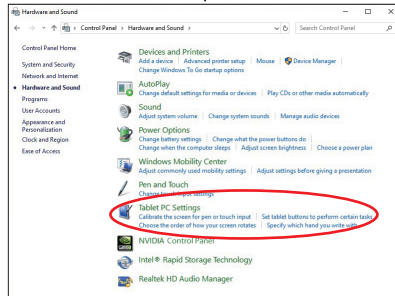 Hardware and Sound
Control Panel > Hardware and Sound >
Search Control Panel
Control Panel Home
System and Security
Network and Internet
Hardware and Sound
Programs
User Accounts
Appearance and
Personalization
Clock and Region
Ease of Access
Devices and Printers
Add a device | Advanced printer setup | Mouse | Device Manager |
Change Windows To Go startup options
AutoPlay
Change default settings for media or devices | Play CDs or other media automatically
Sound
Adjust system volume | Change system sounds | Manage audio devices
Power Options
Change battery settings | Change what the power buttons do |
Change when the computer sleeps | Adjust screen brightness | Choose a power plan
Windows Mobility Center
Adjust commonly used mobility settings | Adjust settings before giving a presentation
Pen and Touch
Change touch input settings
Tablet PC Settings
Calibrate the screen for pen or touch input | Set tablet buttons to perform certain tasks
Choose the order of how your screen rotates | Specify which hand you write with
NVIDIA Control Panel
Intel® Rapid Storage Technology
Realtek HD Audio Manager